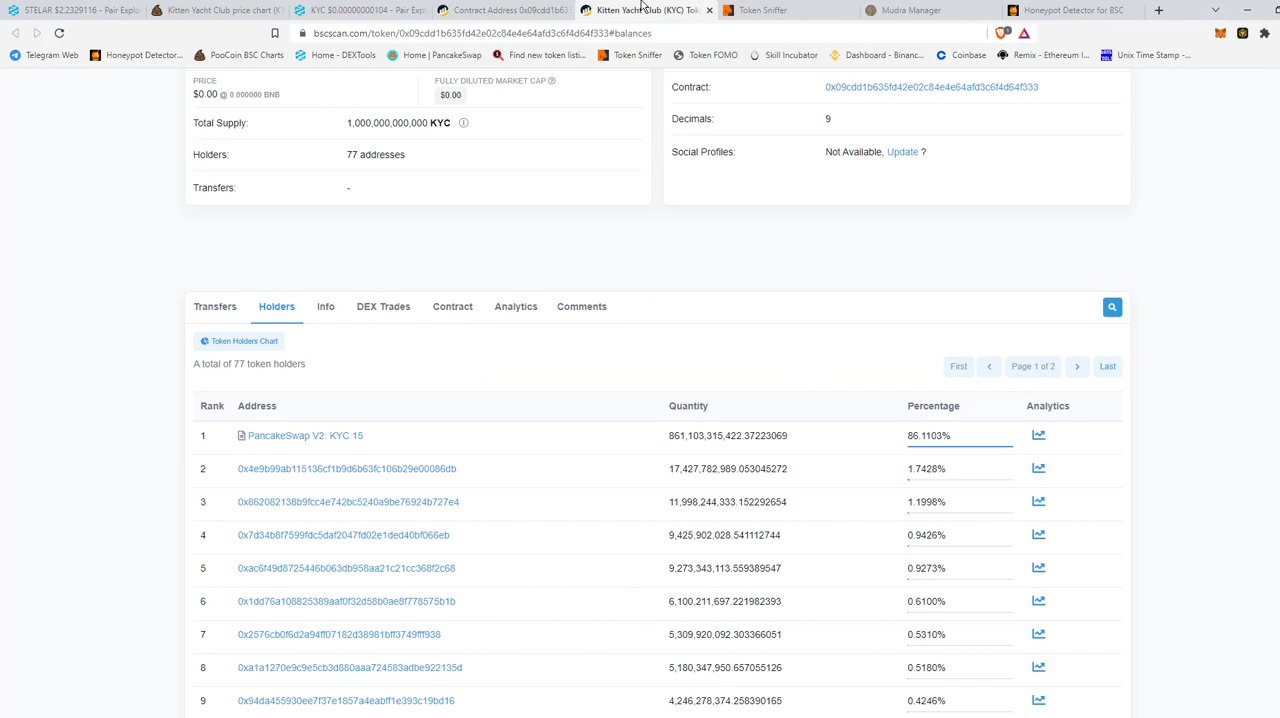 STELAR $2.2329116 - Pair Explo
Kitten Yacht Club price chart (K
KYC $0.0000000104 - Pair Expl
Contract Address 0x09cdd1b63
Kitten Yacht Club (KYC) Tok
Token Sniffer
Mudra Manager
Honeypot Detector for BSC
bscscan.com/token/0x09cdd1b635fd42e02c84e4e64afd3c6f4d64f333#balances
Telegram Web
Honeypot Detector...
PooCoin BSC Charts
Home - DEXTools
Home | PancakeSwap
Find new token listi...
Token Sniffer
Token FOMO
Skill Incubator
Dashboard - Binanc...
Coinbase
Remix - Ethereum I...
Unix Time Stamp -...
PRICE
$0.00 @ 0.000000 BNB
FULLY DILUTED MARKET CAP
$0.00
Total Supply: 1,000,000,000,000 KYC
Holders: 77 addresses
Transfers: -
Contract: 0x09cdd1b635fd42e02c84e4e64afd3c6f4d64f333
Decimals: 9
Social Profiles: Not Available, Update ?
Transfers Holders Info DEX Trades Contract Analytics Comments
Token Holders Chart
A total of 77 token holders
First Page 1 of 2 Last
Rank Address Quantity Percentage Analytics
1 PancakeSwap V2: KYC 15 861,103,315,422.37223069 86.1103%
2 0x4e9b99ab115136cf1b9d6b63fc106b29e00086db 17,427,782,989.053045272 1.7428%
3 0x862082138b9fcc4e742bc5240a9be76924b727e4 11,998,244,333.152292654 1.1998%
4 0x7d34b8f7599fdc5daf2047fd02e1ded40bf066eb 9,425,902,028.541112744 0.9426%
5 0xac6f49d8725446b063db958aa21c21cc368f2c68 9,273,343,113.559389547 0.9273%
6 0x1dd76a108825389aaf0f32d58b0ae8f778575b1b 6,100,211,697.221982393 0.6100%
7 0x2576cb0f6d2a94ff07182d38981bff3749fff938 5,309,920,092.303366051 0.5310%
8 0xa1a1270e9c9e5cb3d880aaa724583adbe922135d 5,180,347,950.657055126 0.5180%
9 0x94da455930ee7f37e1857a4eabff1e393c19bd16 4,246,278,374.258390165 0.4246%